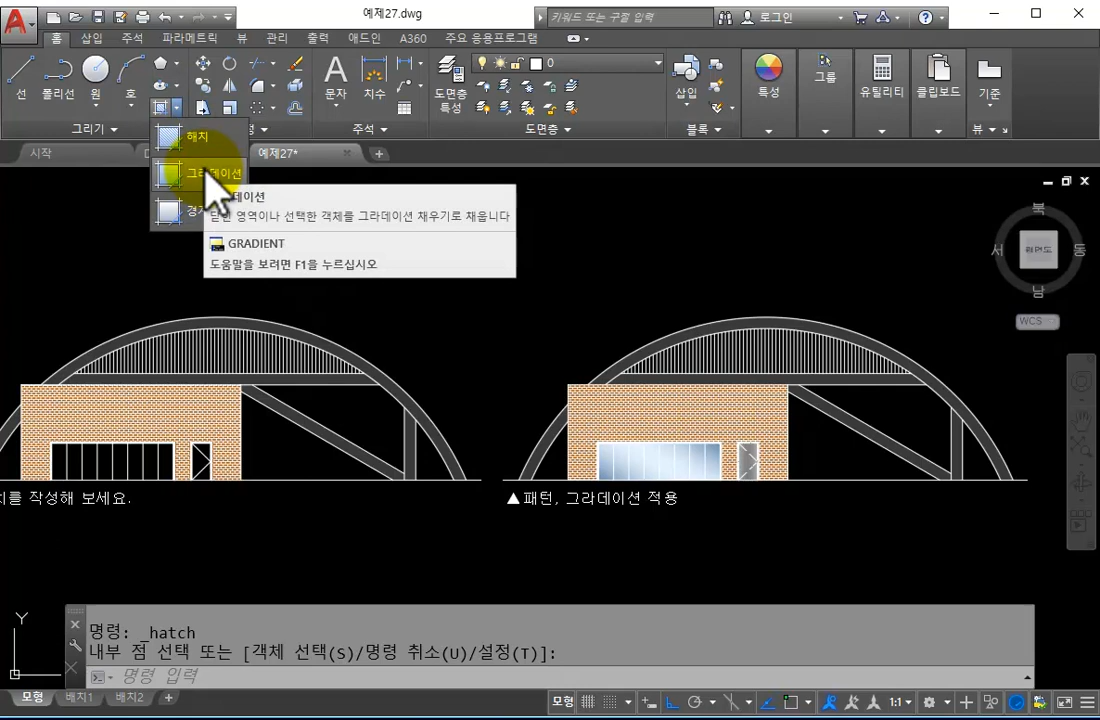 예제27.dwg
키워드 또는 구절 입력
로그인
홈 삽입 주석 파라메트릭 뷰 관리 출력 애드인 A360 주요 응용프로그램
0
선 폴리선 원 호
문자 치수
도면층 특성
삽입
특성
그룹
유틸리티
클립보드
기준
그리기
주석
도면층
블록
뷰
해치
그라데이션
시작
예제27*
데이션
닫힌 영역이나 선택한 객체를 그라데이션 채우기로 채웁니다
GRADIENT
도움말을 보려면 F1을 누르십시오
북
서
평면도
동
남
WCS
치를 작성해 보세요.
▲패턴, 그라데이션 적용
Y
명령: _hatch
내부 점 선택 또는 [객체 선택(S)/명령 취소(U)/설정(T)]:
명령 입력
모형 배치1 배치2
모형
1:1